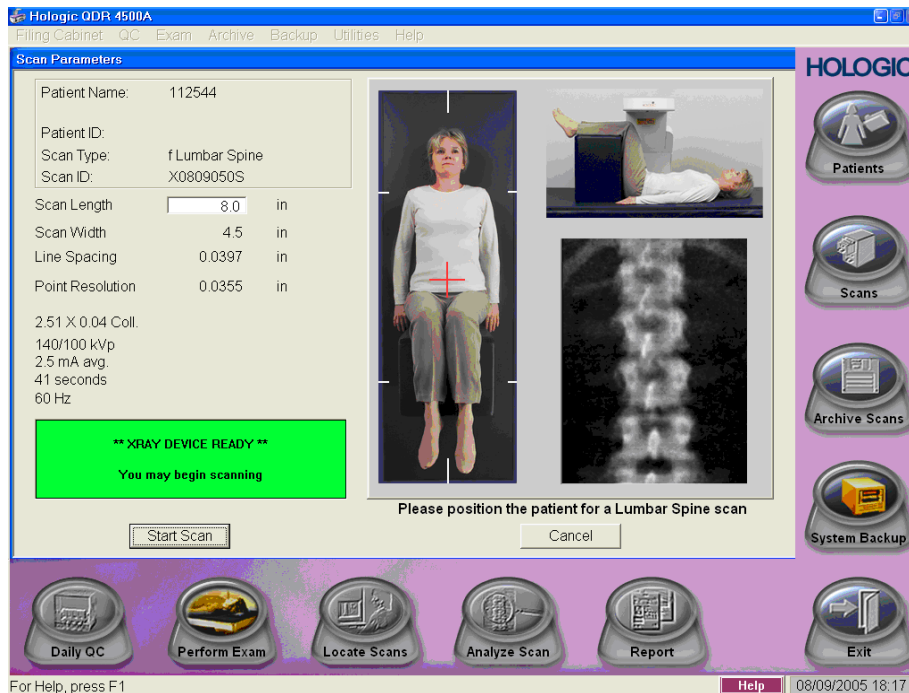 Hologic QDR 4500A
Filing Cabinet QC Exam Archive Backup Utilities Help
Scan Parameters
HOLOGIC
Patient Name: 112544
Patient ID:
Scan Type: f Lumbar Spine
Scan ID: X0809050S
Scan Length 8.0 in
Scan Width 4.5 in
Line Spacing 0.0397 in
Point Resolution 0.0355 in
2.51 X 0.04 Coll.
140/100 kVp
2.5 mA avg.
41 seconds
60 Hz
** XRAY DEVICE READY **
You may begin scanning
Please position the patient for a Lumbar Spine scan
Start Scan Cancel
Patients
Scans
Archive Scans
System Backup
Daily QC Perform Exam Locate Scans Analyze Scan Report Exit
For Help, press F1 Help 08/09/2005 18:17